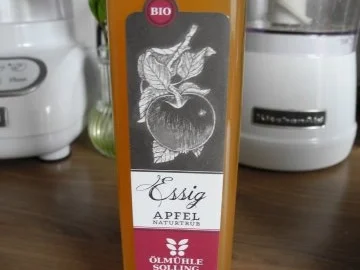 BIO
Essig
APFEL
NATURTRÜB
ÖLMÜHLE
SOLLING
KitchenAid